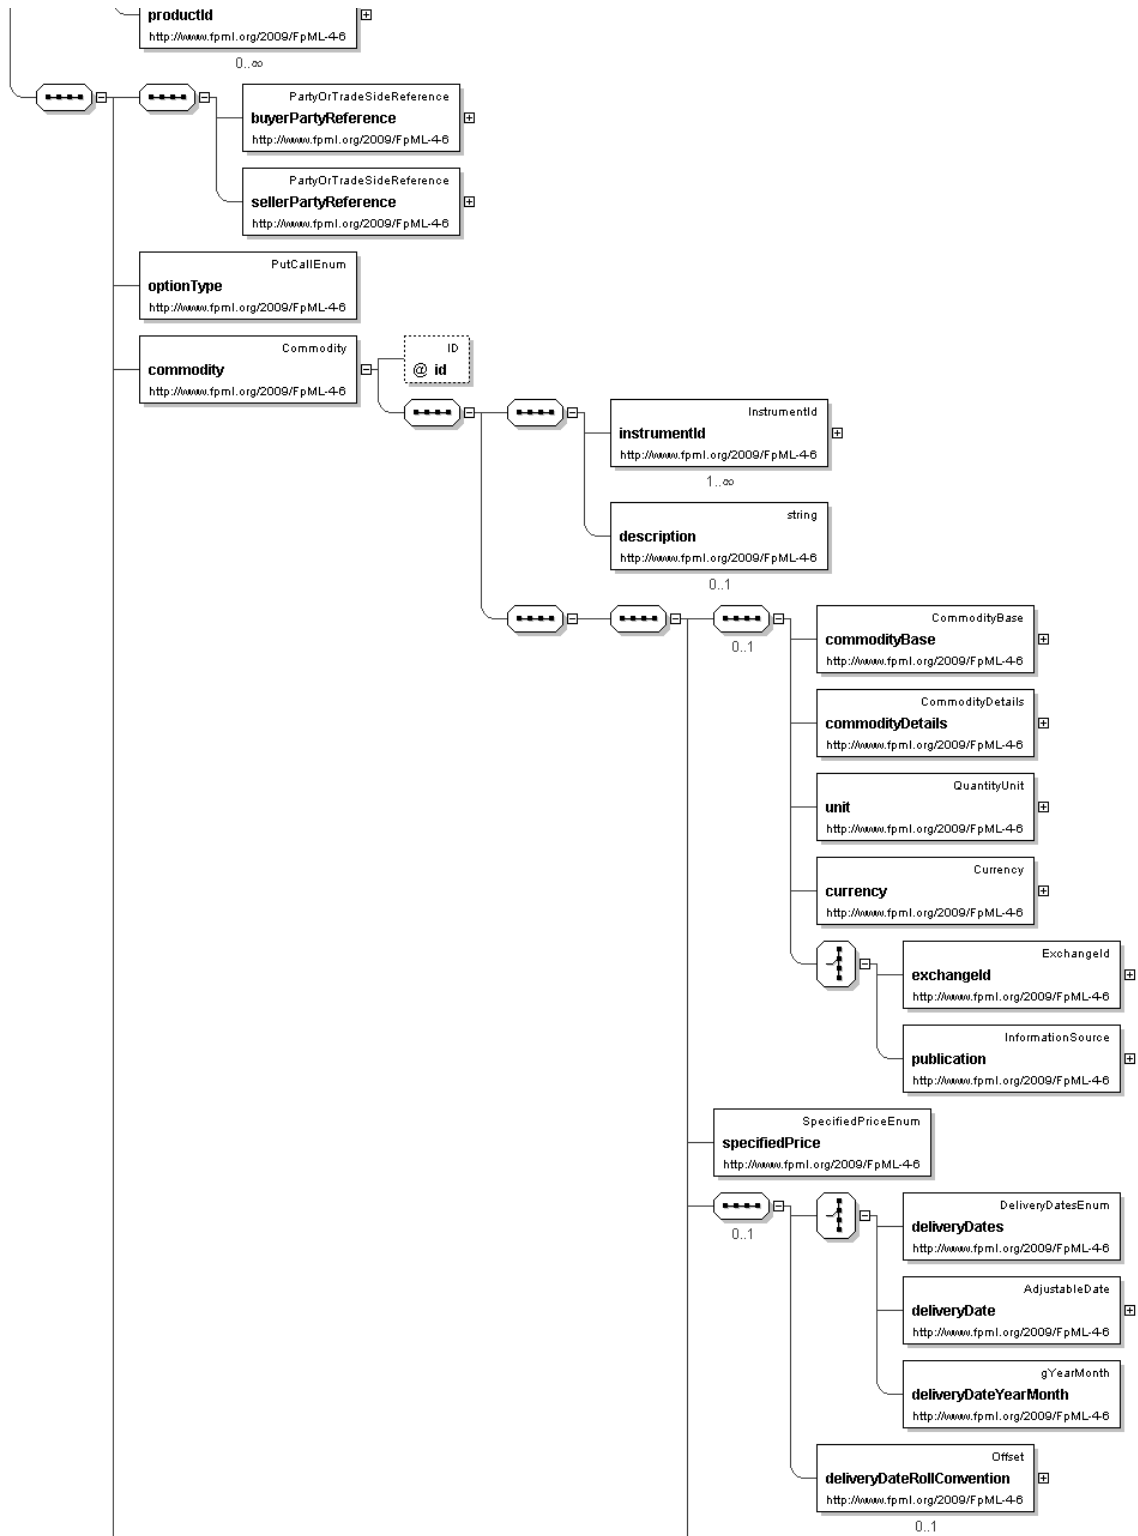 productId
http://www.fpml.org/2009/FpML-4-6
0..∞
PartyOrTradeSideReference
buyerPartyReference
http://www.fpml.org/2009/FpML-4-6
PartyOrTradeSideReference
sellerPartyReference
http://www.fpml.org/2009/FpML-4-6
PutCallEnum
optionType
http://www.fpml.org/2009/FpML-4-6
Commodity
commodity
http://www.fpml.org/2009/FpML-4-6
ID
@ id
InstrumentId
instrumentId
http://www.fpml.org/2009/FpML-4-6
1..∞
string
description
http://www.fpml.org/2009/FpML-4-6
0..1
0..1
CommodityBase
commodityBase
http://www.fpml.org/2009/FpML-4-6
CommodityDetails
commodityDetails
http://www.fpml.org/2009/FpML-4-6
QuantityUnit
unit
http://www.fpml.org/2009/FpML-4-6
Currency
currency
http://www.fpml.org/2009/FpML-4-6
ExchangeId
exchangeId
http://www.fpml.org/2009/FpML-4-6
InformationSource
publication
http://www.fpml.org/2009/FpML-4-6
SpecifiedPriceEnum
specifiedPrice
http://www.fpml.org/2009/FpML-4-6
0..1
DeliveryDatesEnum
deliveryDates
http://www.fpml.org/2009/FpML-4-6
AdjustableDate
deliveryDate
http://www.fpml.org/2009/FpML-4-6
gYearMonth
deliveryDateYearMonth
http://www.fpml.org/2009/FpML-4-6
Offset
deliveryDateRollConvention
http://www.fpml.org/2009/FpML-4-6
0..1